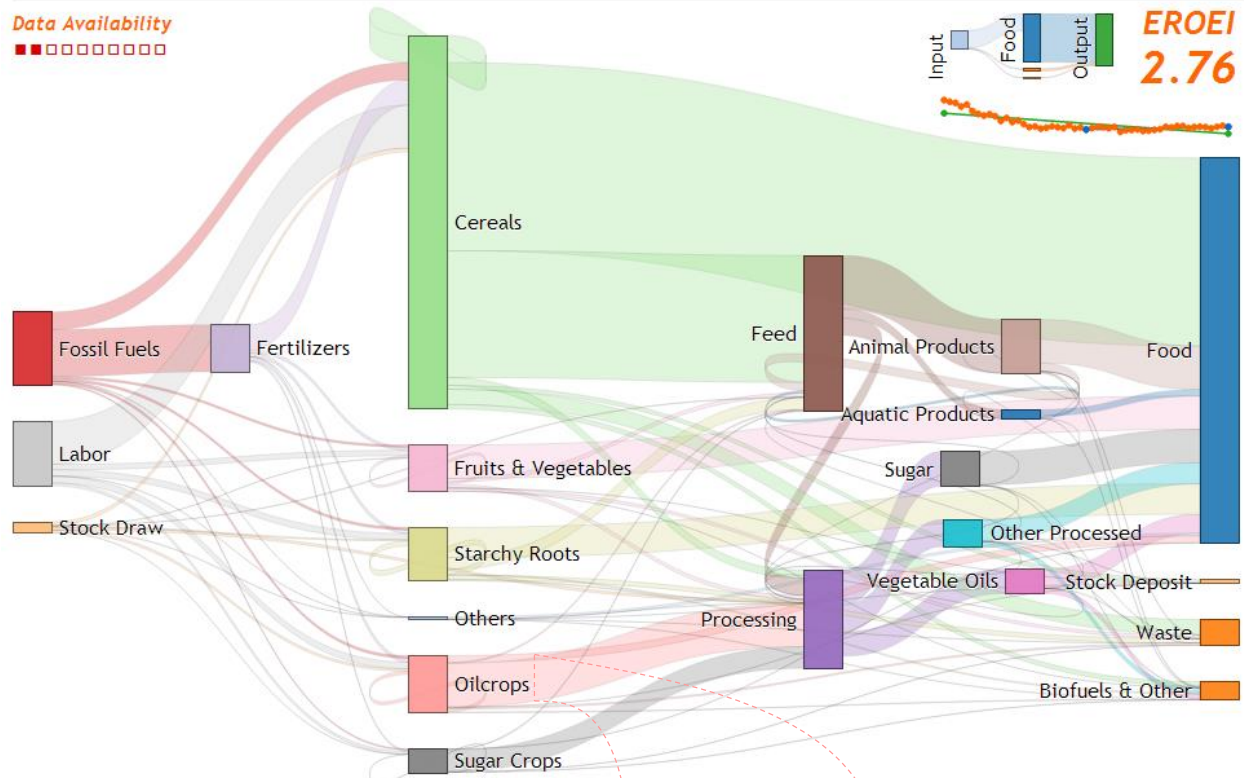 Data Availability
Input
Food
Output
EROEI
2.76
Cereals
Fossil Fuels
Fertilizers
Feed
Animal Products
Food
Labor
Aquatic Products
Fruits & Vegetables
Sugar
Stock Draw
Starchy Roots
Other Processed
Vegetable Oils
Stock Deposit
Others
Processing
Waste
Oilcrops
Biofuels & Other
Sugar Crops